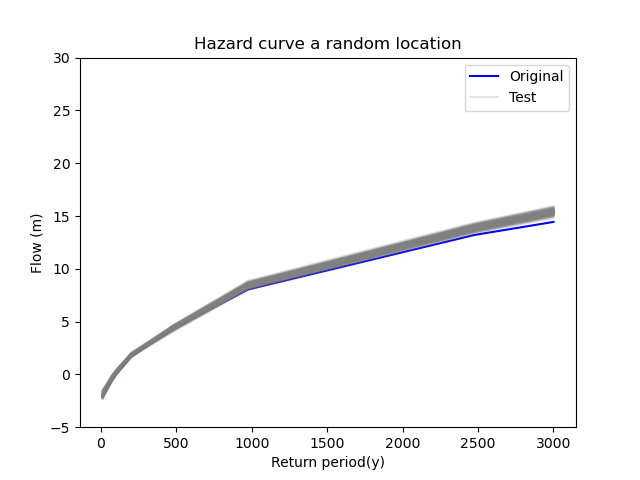 Hazard curve a random location
Original
Test
30
25
20
15
10
5
0
−5
Flow (m)
0 500 1000 1500 2000 2500 3000
Return period(y)